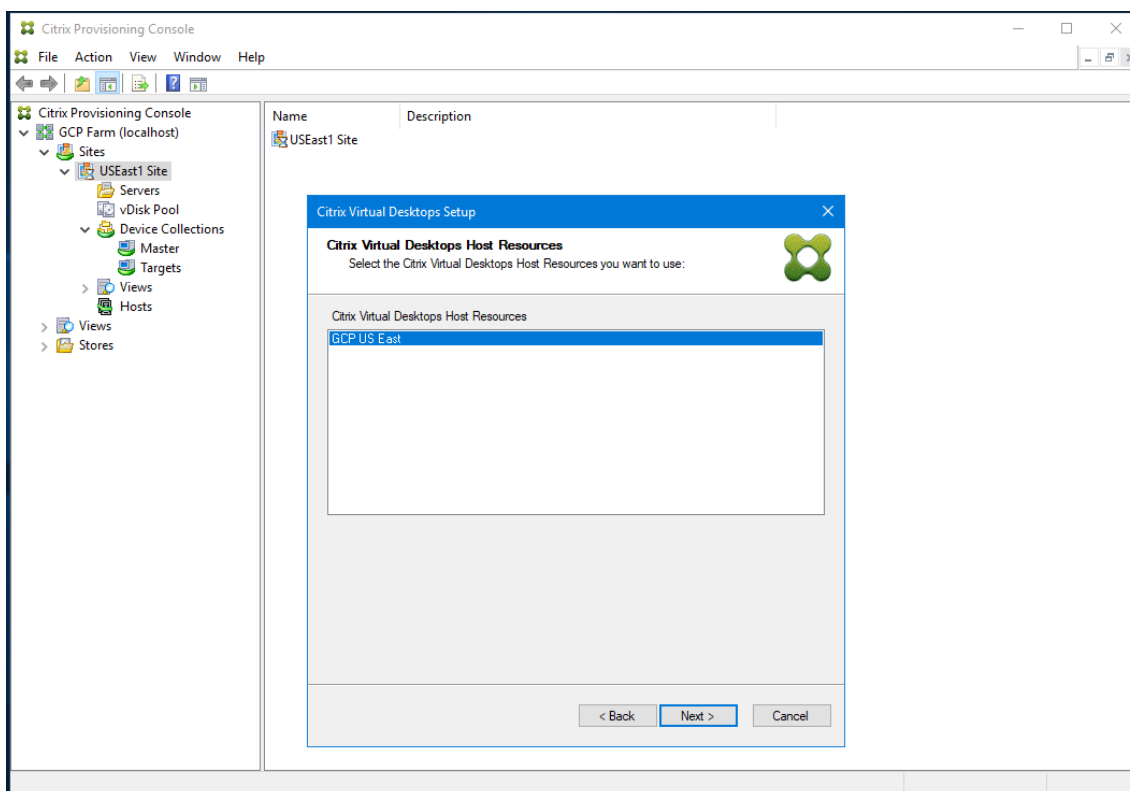 Citrix Provisioning Console
File Action View Window Help
Citrix Provisioning Console
GCP Farm (localhost)
Sites
USEast1 Site
Servers
vDisk Pool
Device Collections
Master
Targets
Views
Hosts
Views
Stores
Name Description
USEast1 Site
Citrix Virtual Desktops Setup
Citrix Virtual Desktops Host Resources
Select the Citrix Virtual Desktops Host Resources you want to use:
Citrix Virtual Desktops Host Resources
GCP US East
< Back Next > Cancel